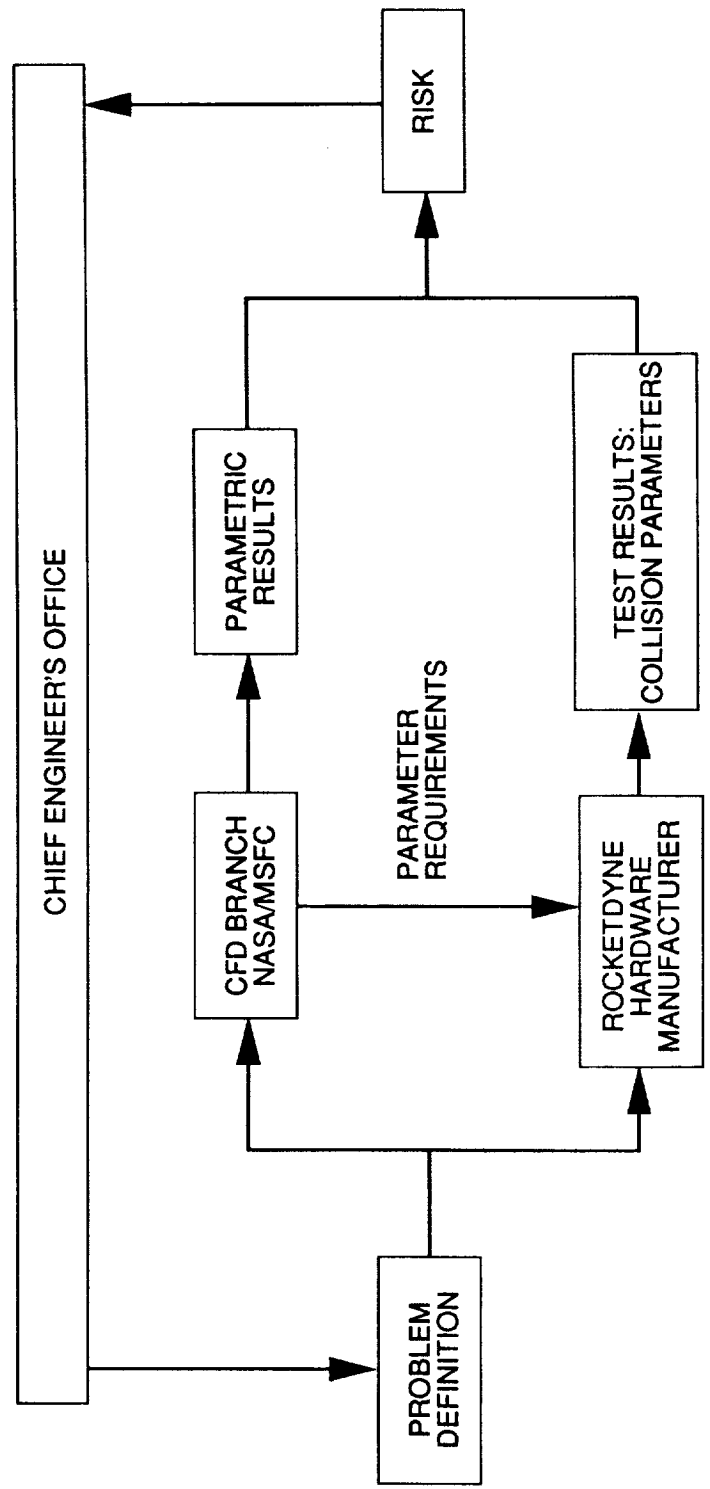 CHIEF ENGINEER'S OFFICE
PROBLEM
DEFINITION
CFD BRANCH
NASA/MSFC
PARAMETRIC
RESULTS
PARAMETER
REQUIREMENTS
ROCKETDYNE
HARDWARE
MANUFACTURER
TEST RESULTS:
COLLISION PARAMETERS
RISK